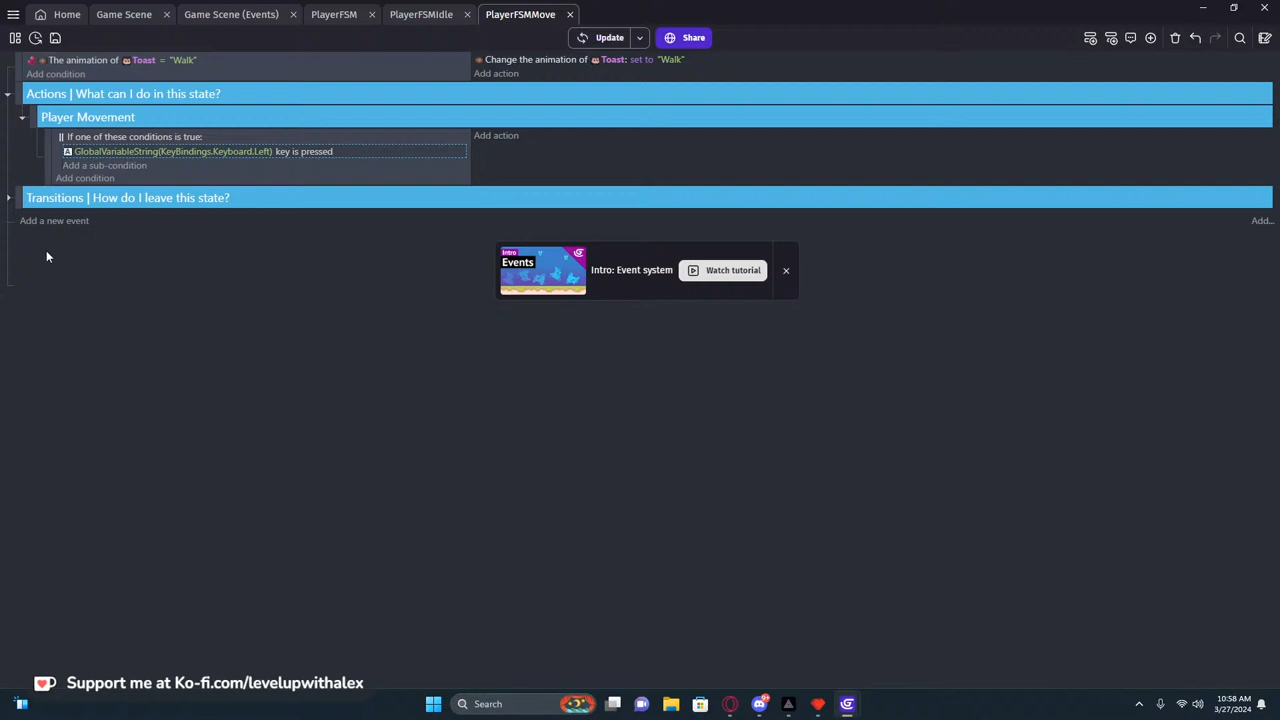 Home
Game Scene
Game Scene (Events)
PlayerFSM
PlayerFSMIdle
PlayerFSMMove
Update
Share
The animation of Toast = "Walk"
Change the animation of Toast: set to "Walk"
Add condition
Add action
Actions | What can I do in this state?
Player Movement
|| If one of these conditions is true:
Add action
A GlobalVariableString(KeyBindings.Keyboard.Left) key is pressed
Add a sub-condition
Add condition
Transitions | How do I leave this state?
Add a new event
Add...
Intro
Events
Intro: Event system
Watch tutorial
Support me at Ko-fi.com/levelupwithalex
Search
9+
10:58 AM
3/27/2024